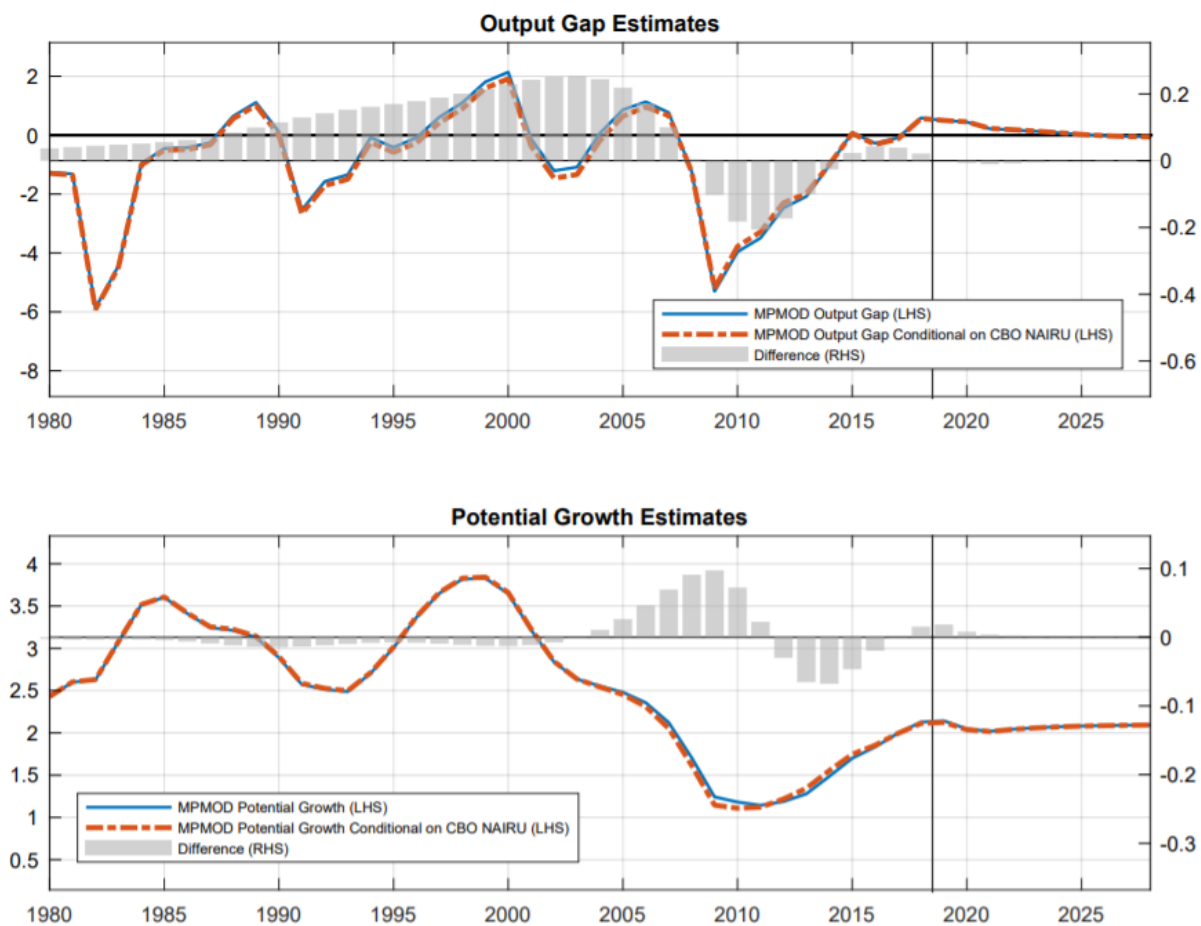 Output Gap Estimates
2
0
-2
-4
-6
-8
0.2
0
-0.2
-0.4
-0.6
MPMOD Output Gap (LHS)
MPMOD Output Gap Conditional on CBO NAIRU (LHS)
Difference (RHS)
1980 1985 1990 1995 2000 2005 2010 2015 2020 2025
Potential Growth Estimates
4
3.5
3
2.5
2
1.5
1
0.5
0.1
0
-0.1
-0.2
-0.3
MPMOD Potential Growth (LHS)
MPMOD Potential Growth Conditional on CBO NAIRU (LHS)
Difference (RHS)
1980 1985 1990 1995 2000 2005 2010 2015 2020 2025